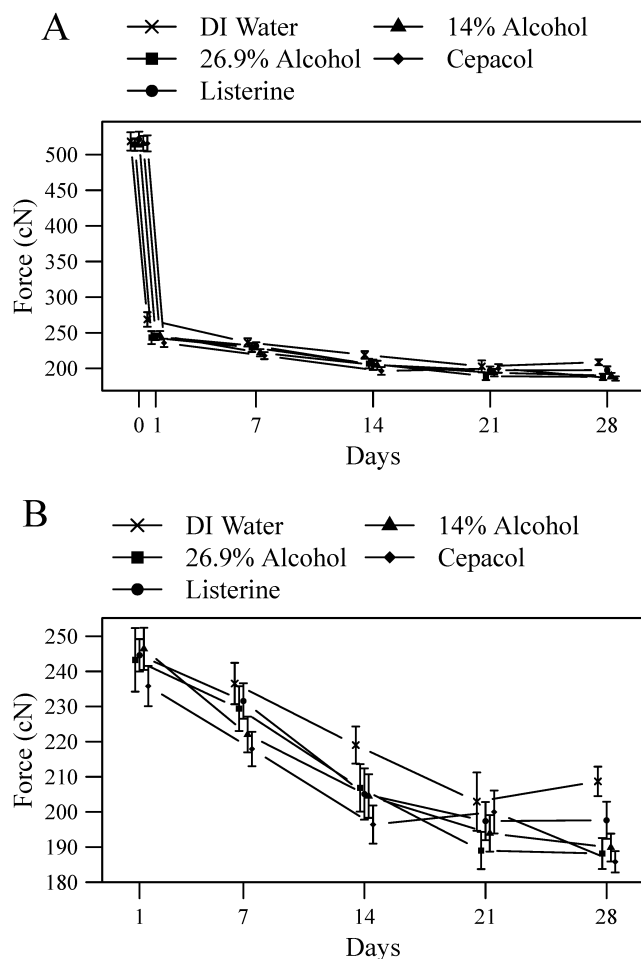 A
DI Water 14% Alcohol
26.9% Alcohol Cepacol
Listerine
500
450
400
350
300
250
200
Force (cN)
0 1 7 14 21 28
Days
B
DI Water 14% Alcohol
26.9% Alcohol Cepacol
Listerine
250
240
230
220
210
200
190
180
Force (cN)
1 7 14 21 28
Days